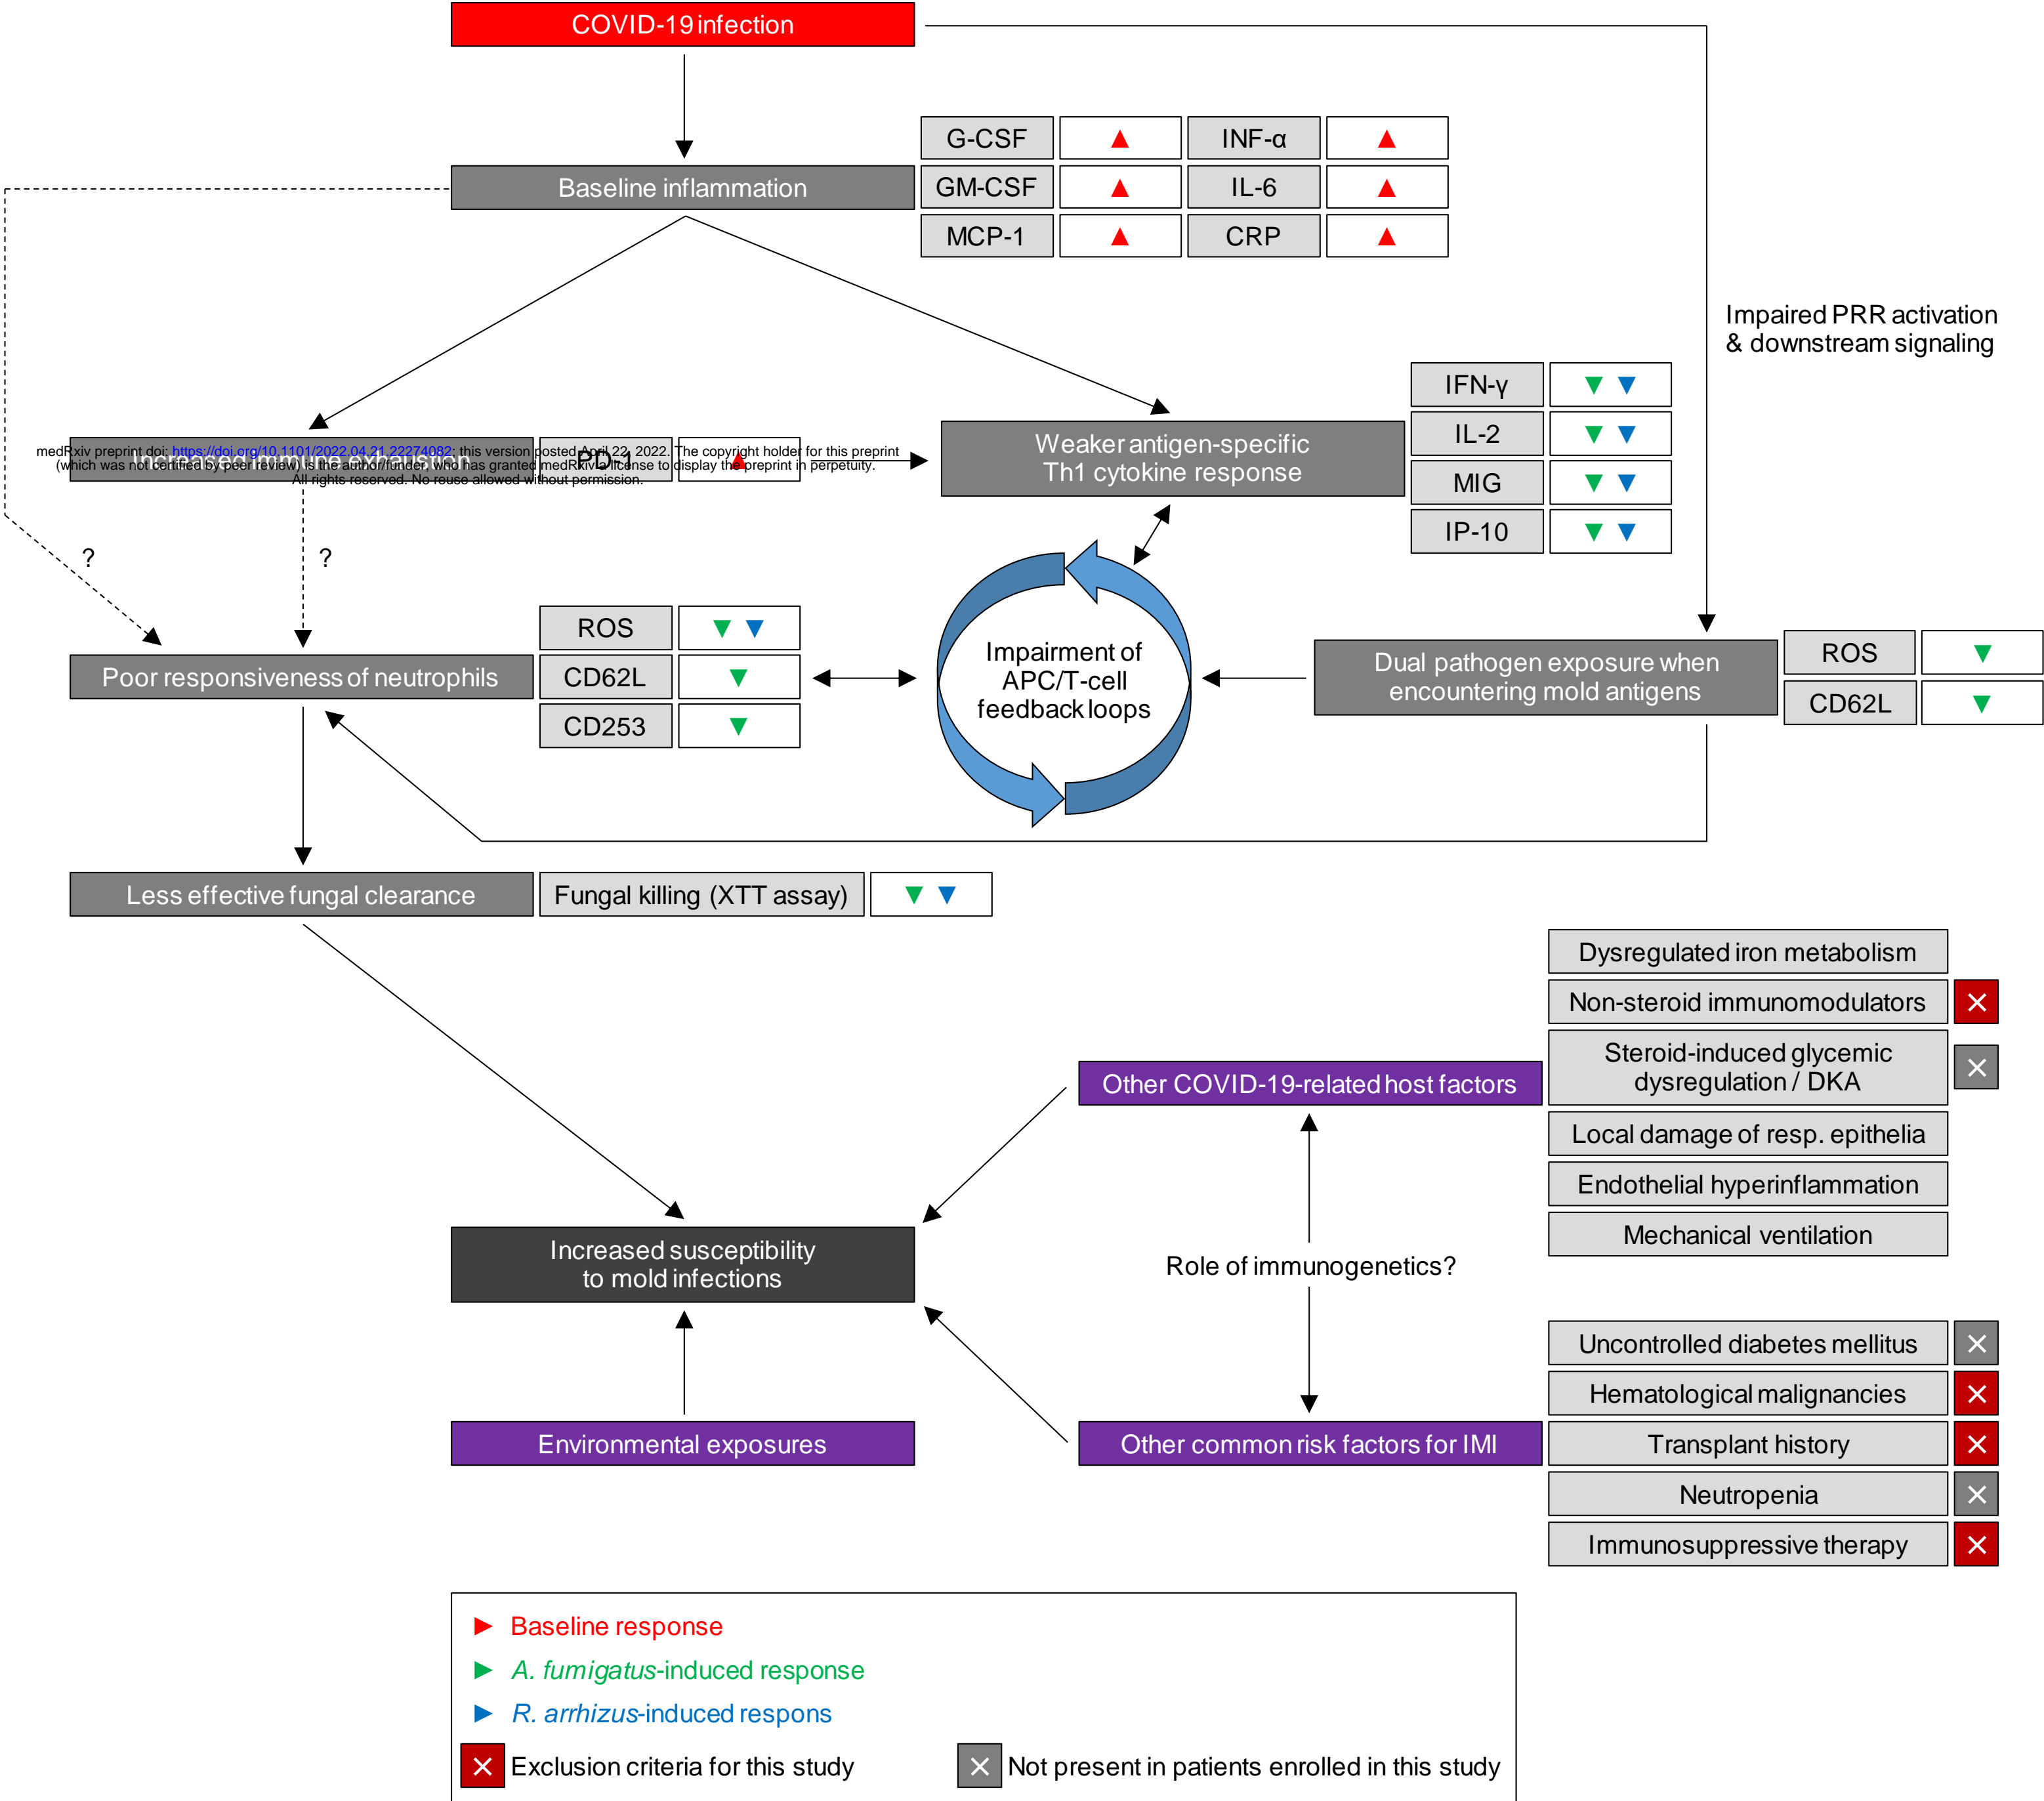 COVID-19 infection
G-CSF
INF-α
Baseline inflammation
GM-CSF
IL-6
MCP-1
CRP
Impaired PRR activation
& downstream signaling
IFN-γ
IL-2
MIG
IP-10
Weaker antigen-specific
Th1 cytokine response
medRxiv preprint doi: https://doi.org/10.1101/2022.04.21.22274082; this version posted April 22, 2022. The copyright holder for this preprint
(which was not certified by peer review) is the author/funder, who has granted medRxiv a license to display the preprint in perpetuity.
All rights reserved. No reuse allowed without permission.
Increased immune exhaustion
PD-1
?
?
ROS
Poor responsiveness of neutrophils
CD62L
CD253
Impairment of
APC/T-cell
feedback loops
Dual pathogen exposure when
encountering mold antigens
ROS
CD62L
Less effective fungal clearance
Fungal killing (XTT assay)
Dysregulated iron metabolism
Non-steroid immunomodulators
Steroid-induced glycemic
dysregulation / DKA
Other COVID-19-related host factors
Local damage of resp. epithelia
Endothelial hyperinflammation
Mechanical ventilation
Increased susceptibility
to mold infections
Role of immunogenetics?
Uncontrolled diabetes mellitus
Hematological malignancies
Environmental exposures
Other common risk factors for IMI
Transplant history
Neutropenia
Immunosuppressive therapy
Baseline response
A. fumigatus-induced response
R. arrhizus-induced respons
Exclusion criteria for this study
Not present in patients enrolled in this study